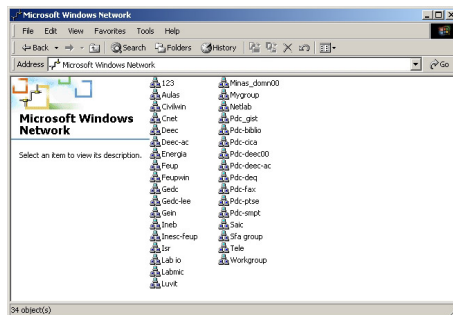 Microsoft Windows Network
File Edit View Favorites Tools Help
Back Search Folders History
Address Microsoft Windows Network Go
Microsoft Windows
Network
Select an item to view its description.
123
Aulas
Civilwin
Cnet
Deec
Deec-ac
Energia
Feup
Feupwin
Gedc
Gedc-lee
Gein
Ineb
Inesc-feup
Isr
Lab io
Labmic
Luvit
Minas_domn00
Mygroup
Netlab
Pdc_gist
Pdc-biblio
Pdc-cica
Pdc-deec00
Pdc-deec-ac
Pdc-deq
Pdc-fax
Pdc-ptse
Pdc-smpt
Saic
Sfa group
Tele
Workgroup
34 object(s)